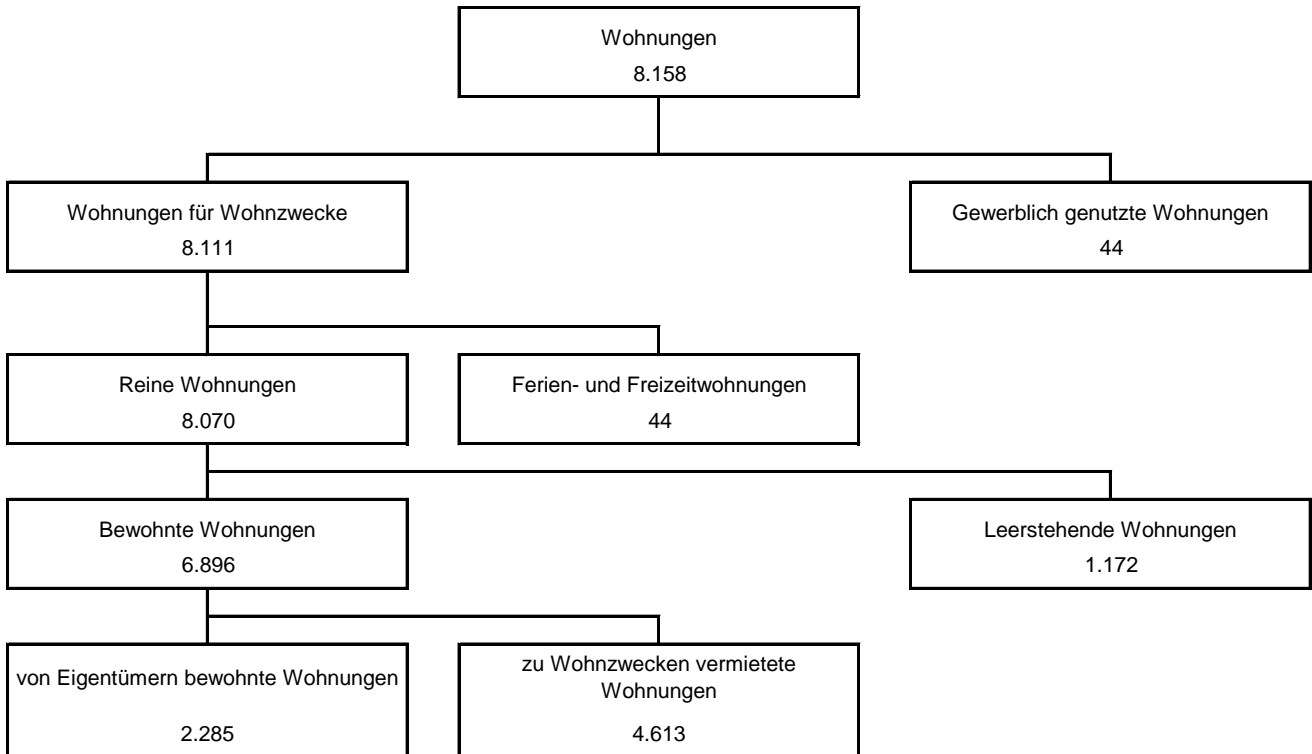 Wohnungen
8.158
Wohnungen für Wohnzwecke
8.111
Gewerblich genutzte Wohnungen
44
Reine Wohnungen
8.070
Ferien- und Freizeitwohnungen
44
Bewohnte Wohnungen
6.896
Leerstehende Wohnungen
1.172
von Eigentümern bewohnte Wohnungen
2.285
zu Wohnzwecken vermietete
Wohnungen
4.613